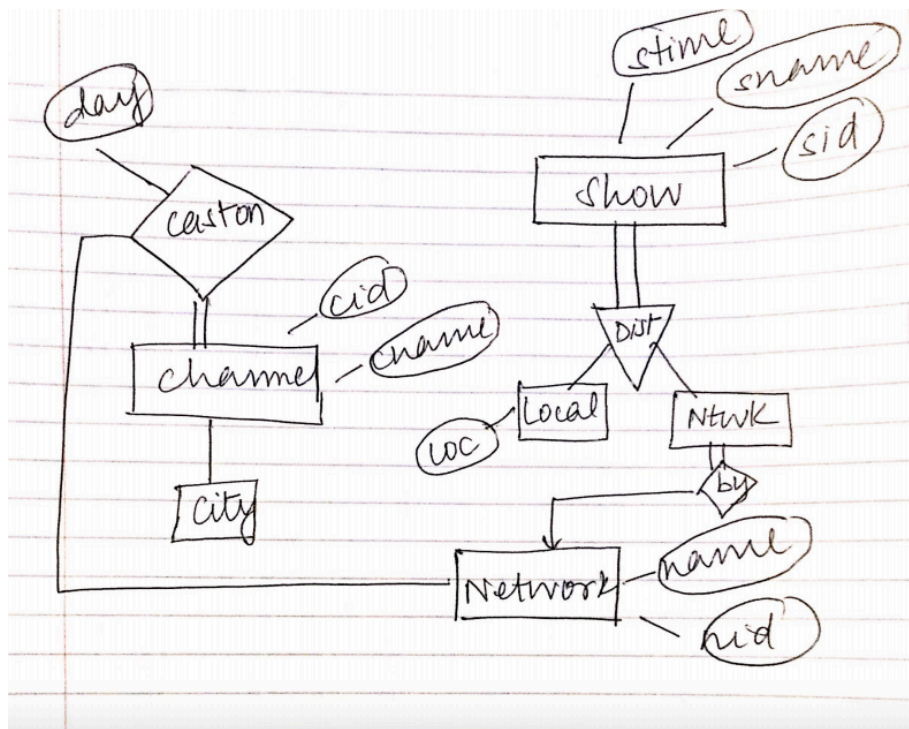 stime
sname
day
sid
show
caston
cid
Dist
cname
channel
Local
Ntwk
loc
by
city
name
Network
nid